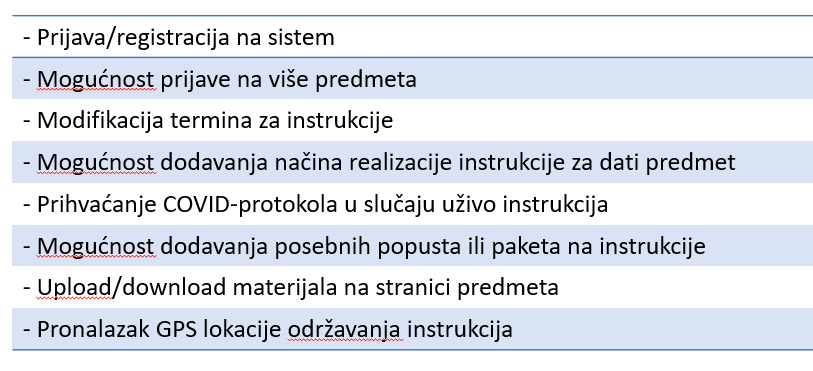 - Prijava/registracija na sistem
- Mogućnost prijave na više predmeta
- Modifikacija termina za instrukcije
- Mogućnost dodavanja načina realizacije instrukcije za dati predmet
- Prihvaćanje COVID-protokola u slučaju uživo instrukcija
- Mogućnost dodavanja posebnih popusta ili paketa na instrukcije
- Upload/download materijala na stranici predmeta
- Pronalazak GPS lokacije održavanja instrukcija